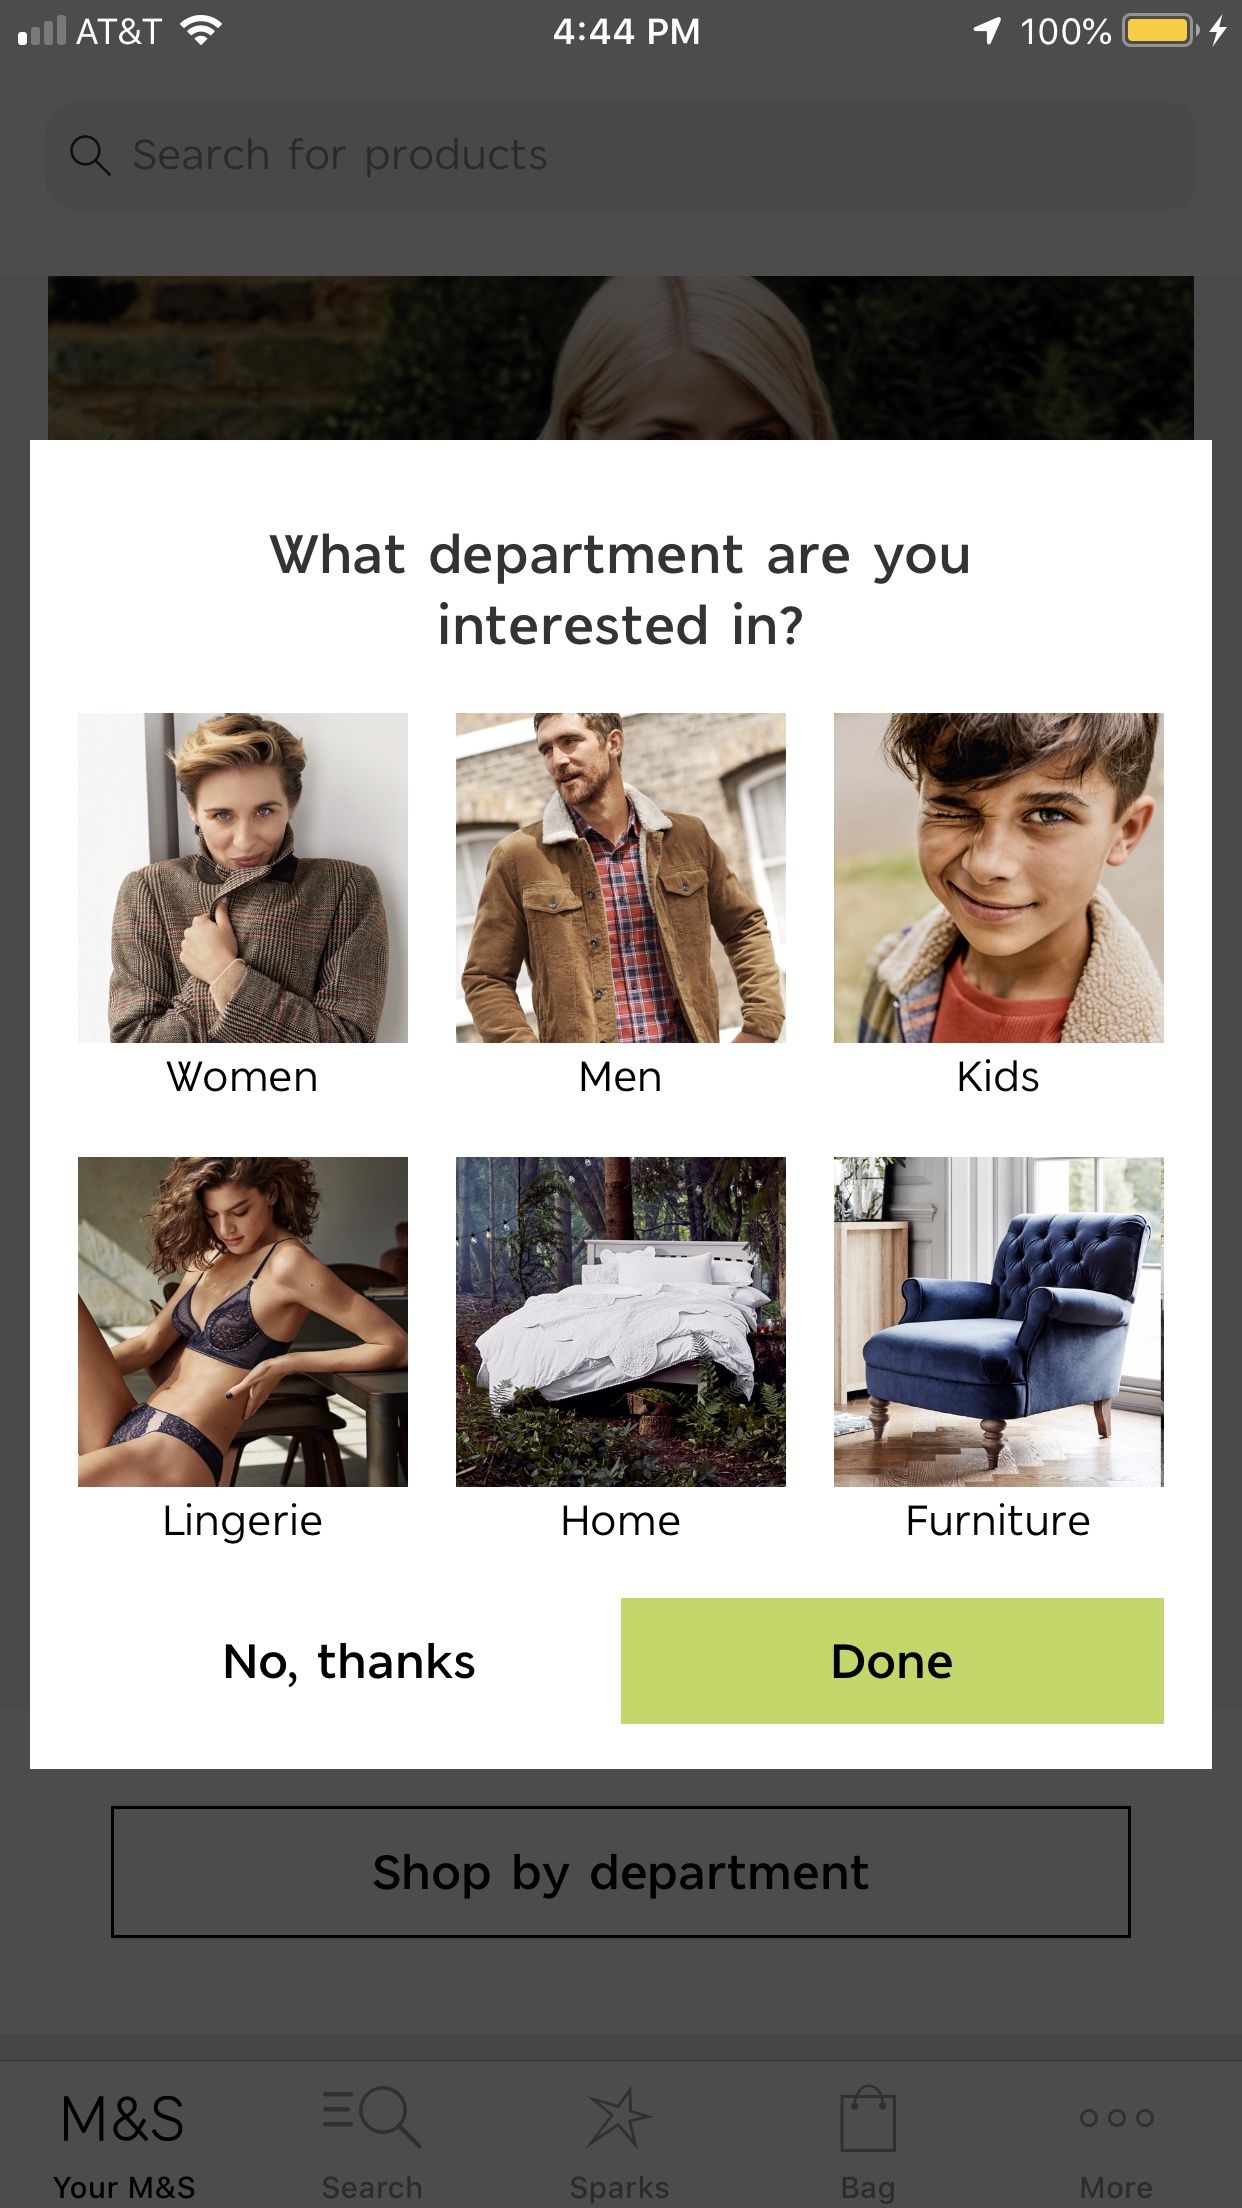 AT&T
4:44 PM
100%
Search for products
What department are you
interested in?
Women
Men
Kids
Lingerie
Home
Furniture
No, thanks
Done
Shop by department
M&S
Your M&S
Search
Sparks
Bag
More